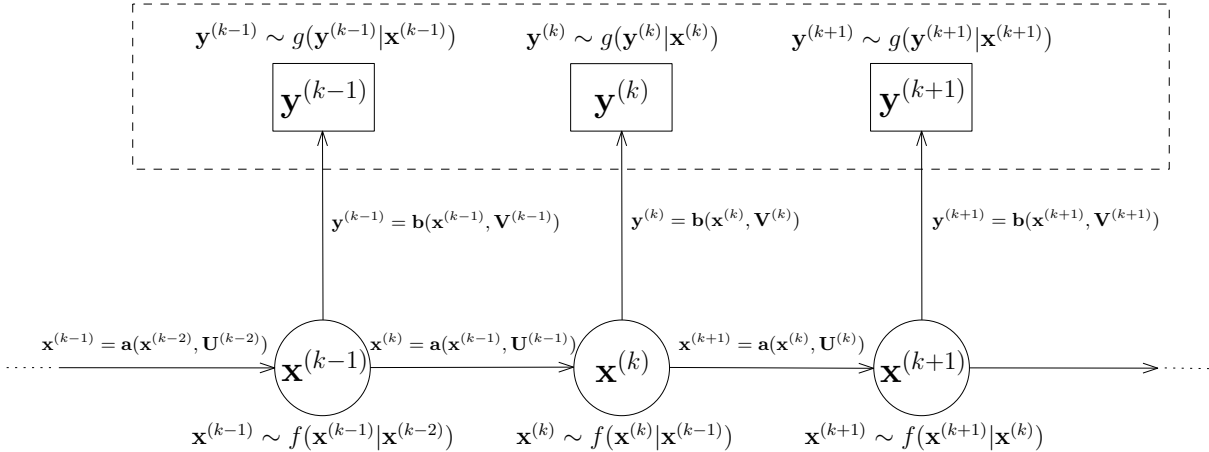 𝐲^(k−1) ∼ g(𝐲^(k−1)|𝐱^(k−1))
𝐲^(k) ∼ g(𝐲^(k)|𝐱^(k))
𝐲^(k+1) ∼ g(𝐲^(k+1)|𝐱^(k+1))
𝐲^(k−1)
𝐲^(k)
𝐲^(k+1)
𝐲^(k−1) = 𝐛(𝐱^(k−1), 𝐕^(k−1))
𝐲^(k) = 𝐛(𝐱^(k), 𝐕^(k))
𝐲^(k+1) = 𝐛(𝐱^(k+1), 𝐕^(k+1))
𝐱^(k−1) = 𝐚(𝐱^(k−2), 𝐔^(k−2))
𝐱^(k) = 𝐚(𝐱^(k−1), 𝐔^(k−1))
𝐱^(k+1) = 𝐚(𝐱^(k), 𝐔^(k))
𝐱^(k−1)
𝐱^(k)
𝐱^(k+1)
𝐱^(k−1) ∼ f(𝐱^(k−1)|𝐱^(k−2))
𝐱^(k) ∼ f(𝐱^(k)|𝐱^(k−1))
𝐱^(k+1) ∼ f(𝐱^(k+1)|𝐱^(k))